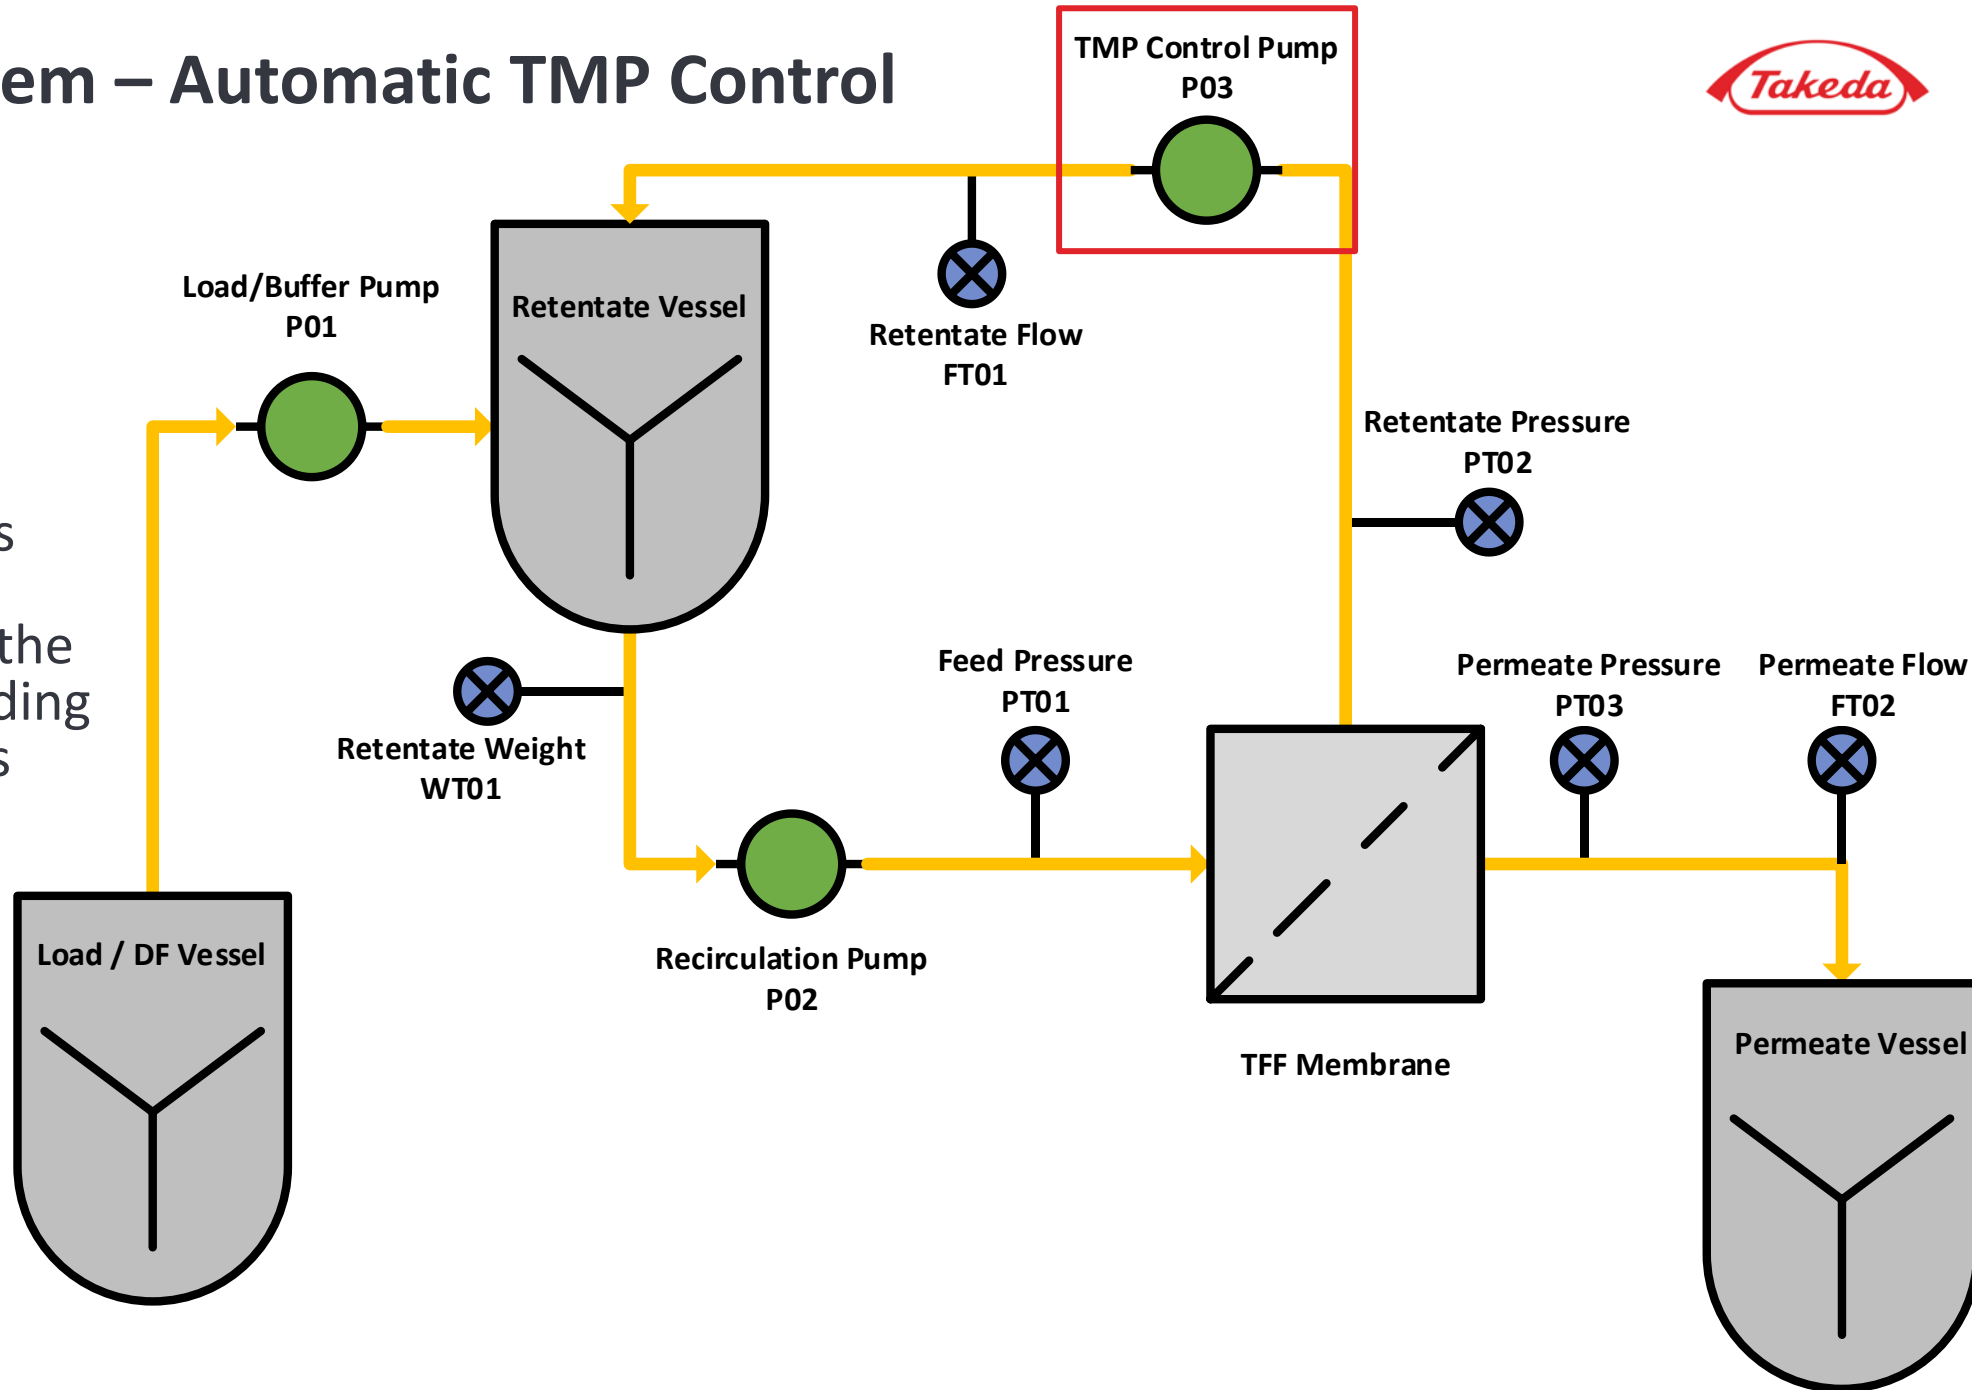 em – Automatic TMP Control
TMP Control Pump
P03
Takeda
Load/Buffer Pump
P01
Retentate Vessel
Retentate Flow
FT01
Retentate Pressure
PT02
s
the
ding
s
Retentate Weight
WT01
Feed Pressure
PT01
Permeate Pressure
PT03
Permeate Flow
FT02
Load / DF Vessel
Recirculation Pump
P02
TFF Membrane
Permeate Vessel